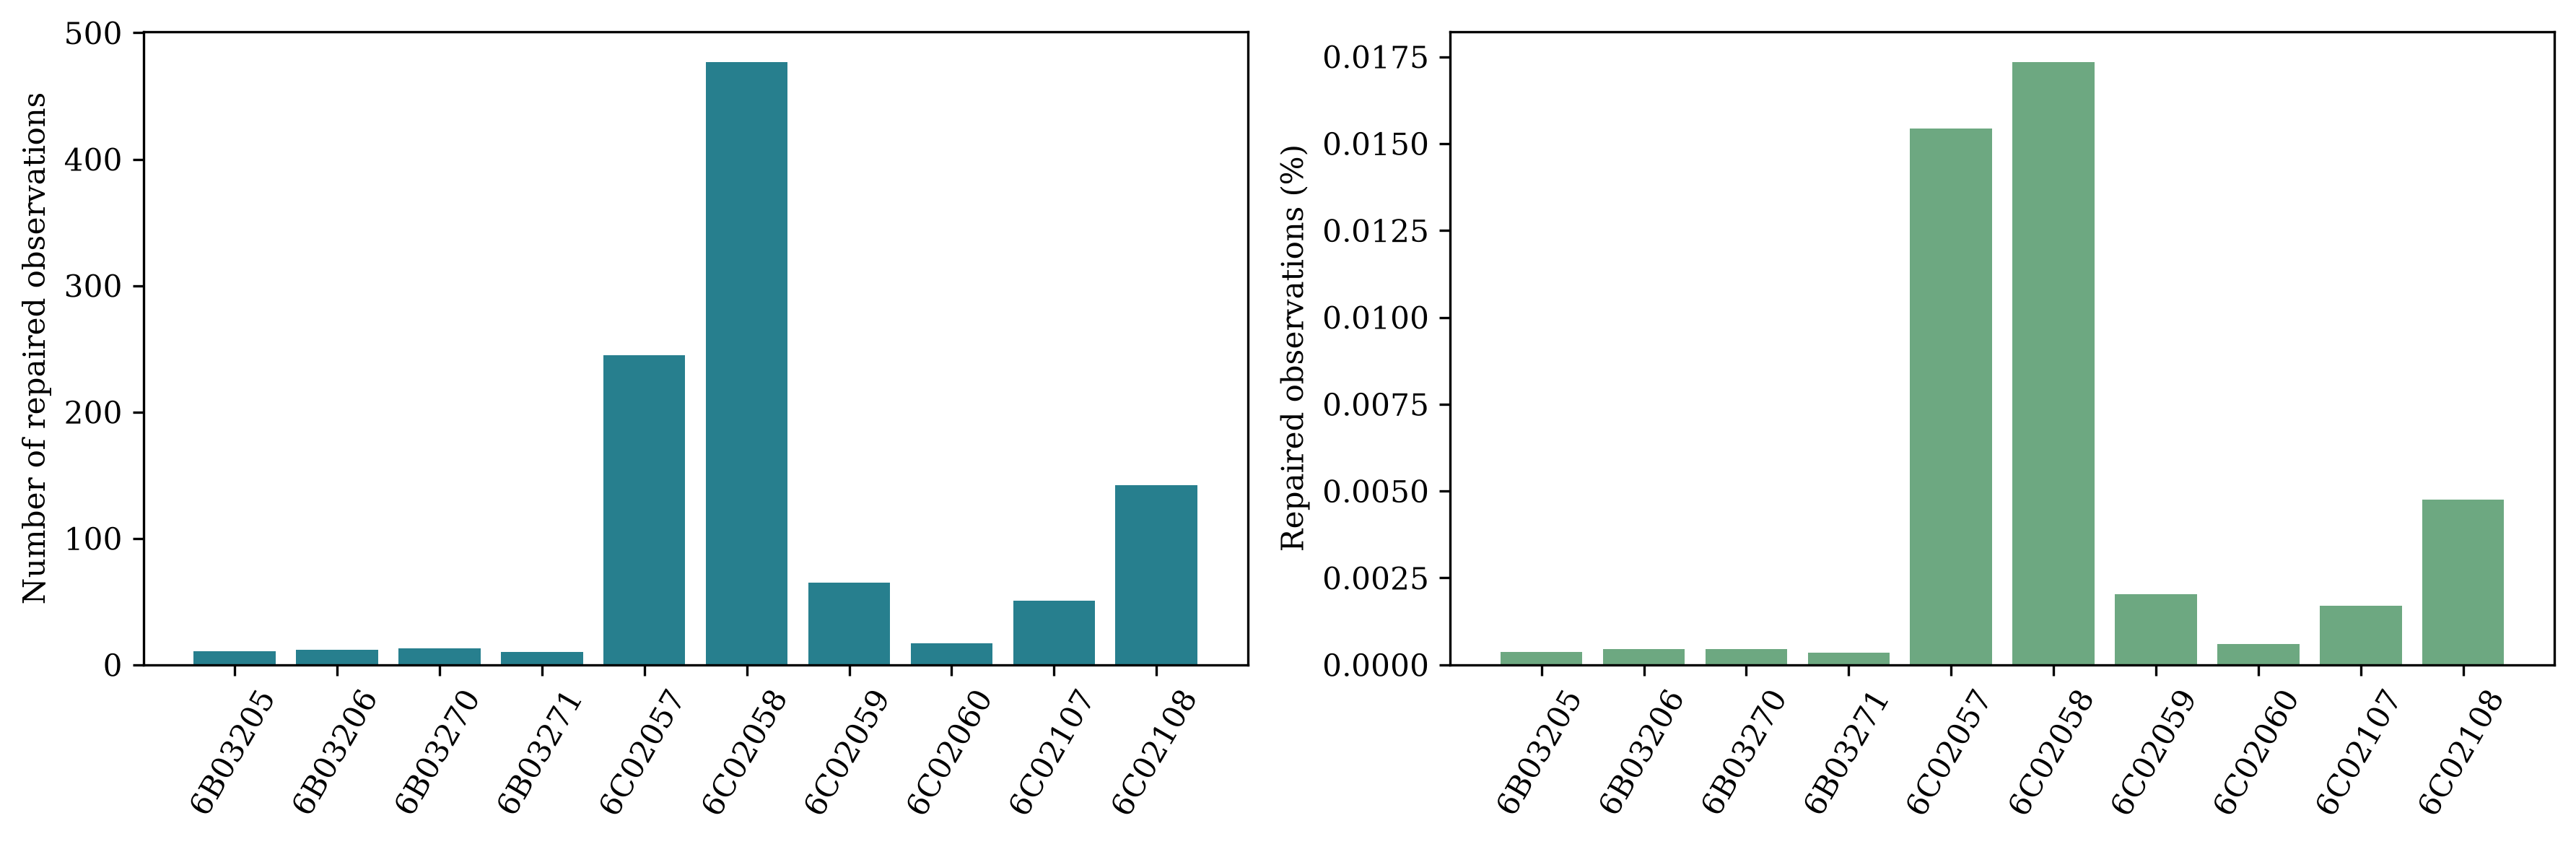 Number of repaired observations
500
400
300
200
100
0
6B03205
6B03206
6B03270
6B03271
6C02057
6C02058
6C02059
6C02060
6C02107
6C02108
Repaired observations (%)
0.0175
0.0150
0.0125
0.0100
0.0075
0.0050
0.0025
0.0000
6B03205
6B03206
6B03270
6B03271
6C02057
6C02058
6C02059
6C02060
6C02107
6C02108